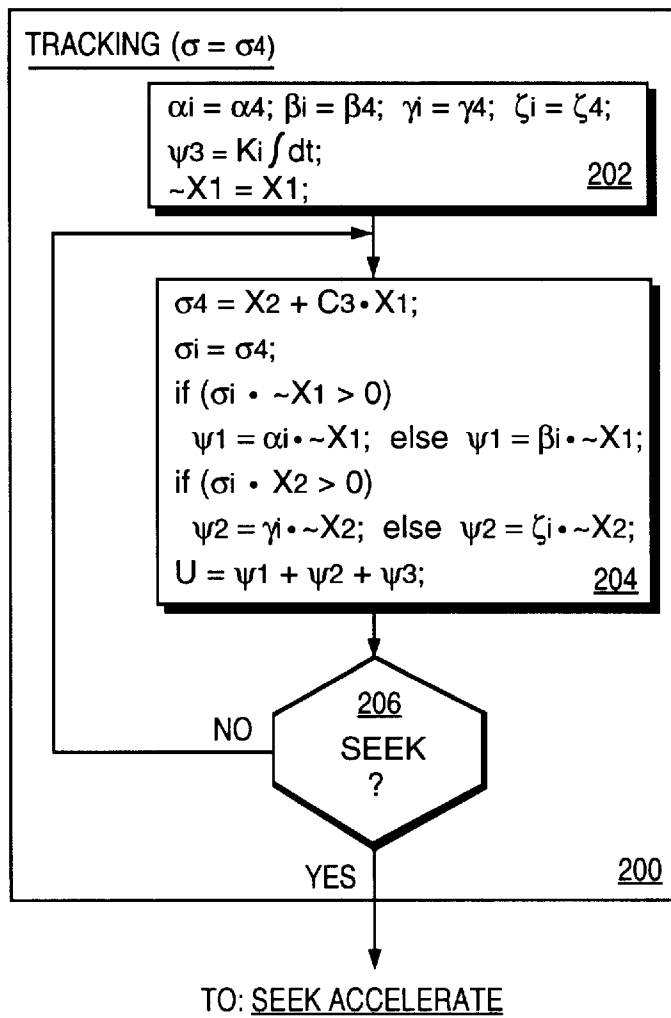 TRACKING (σ = σ4)
αi = α4; βi = β4; γi = γ4; ζi = ζ4;
ψ3 = Ki ∫ dt;
~X1 = X1;
202
σ4 = X2 + C3 • X1;
σi = σ4;
if (σi • ~X1 > 0)
ψ1 = αi • ~X1; else ψ1 = βi • ~X1;
if (σi • X2 > 0)
ψ2 = γi • ~X2; else ψ2 = ζi • ~X2;
U = ψ1 + ψ2 + ψ3;
204
206
SEEK
?
NO
YES
200
TO: SEEK ACCELERATE